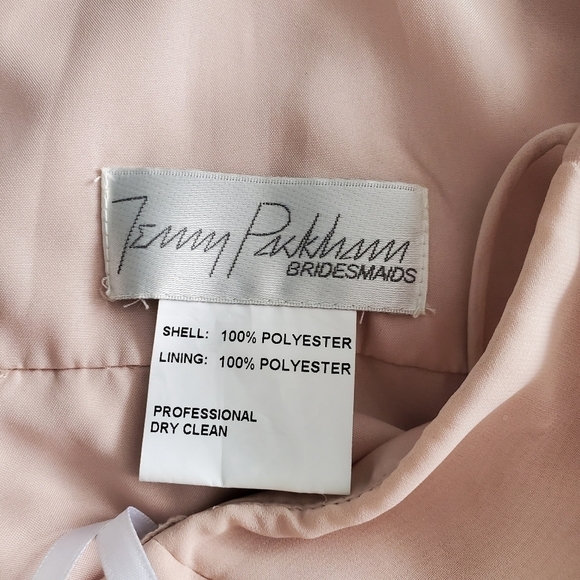 Jenny Packham
BRIDESMAIDS
SHELL: 100% POLYESTER
LINING: 100% POLYESTER
PROFESSIONAL
DRY CLEAN